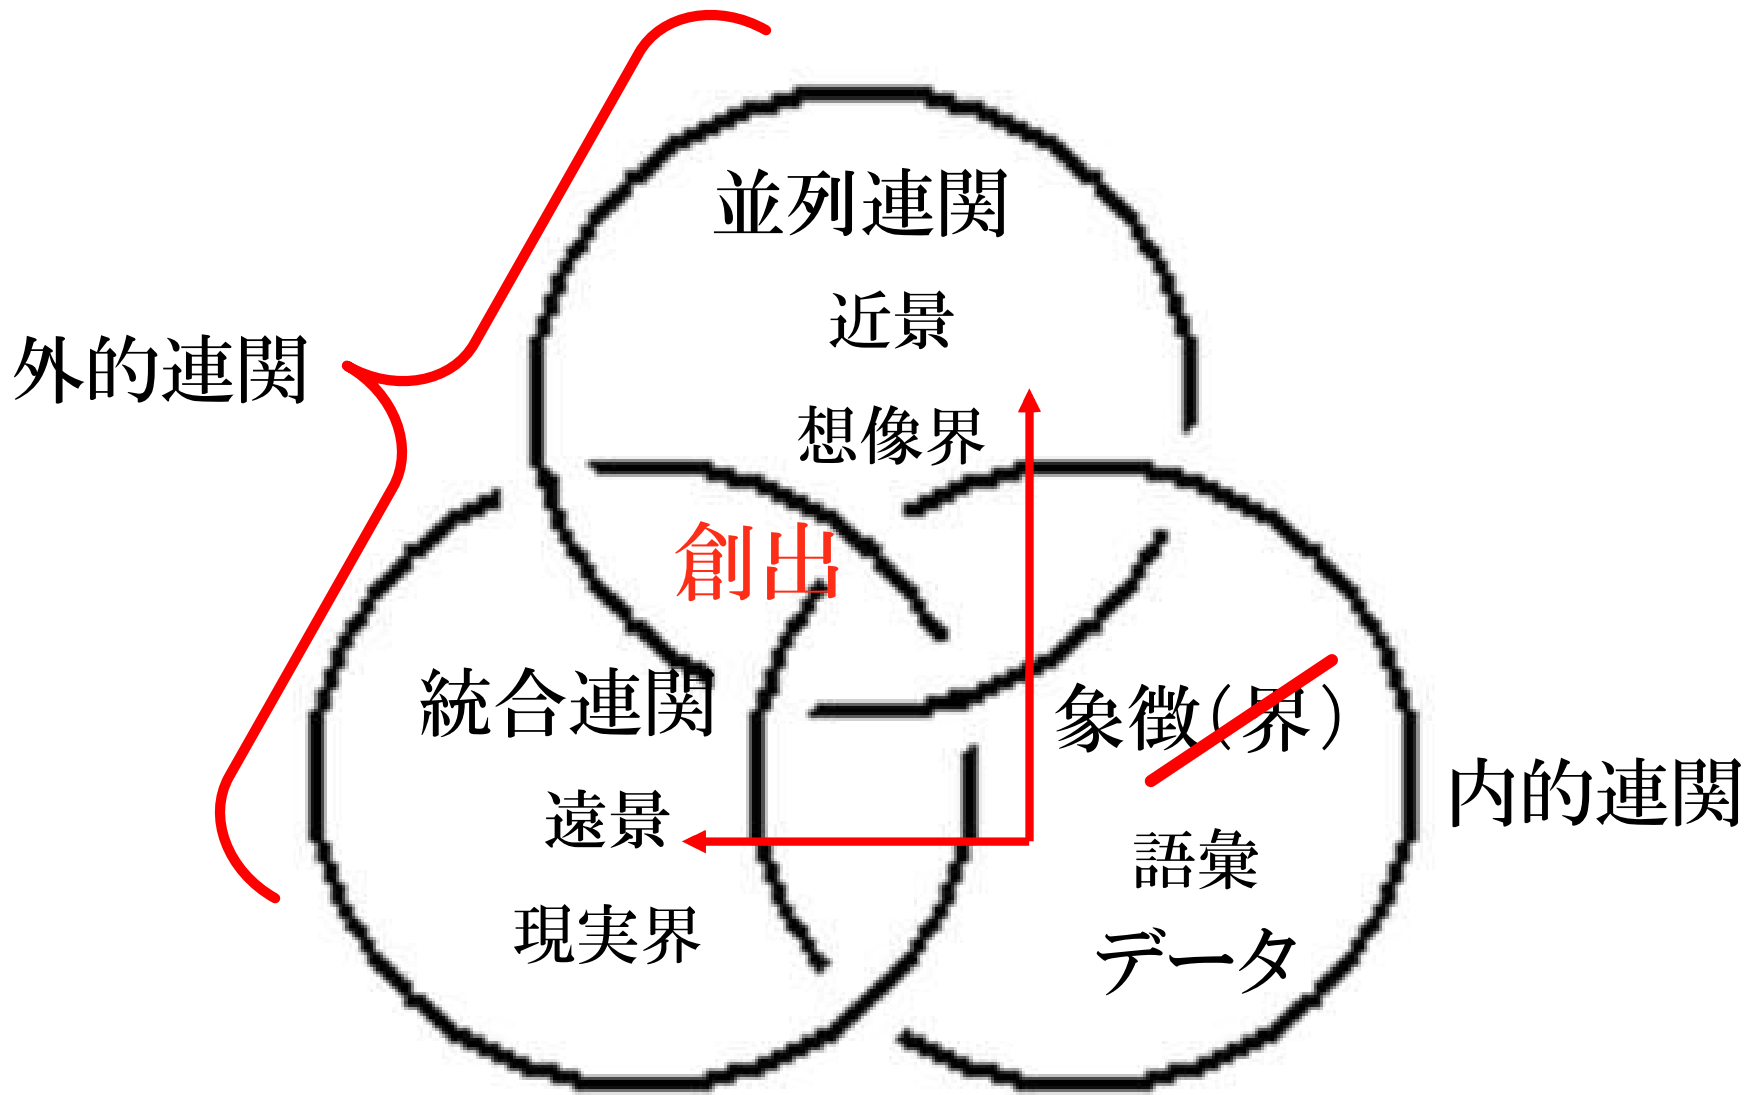 並列連関
近景
想像界
外的連関
創出
統合連関
遠景
現実界
象徴(界)
語彙
データ
内的連関